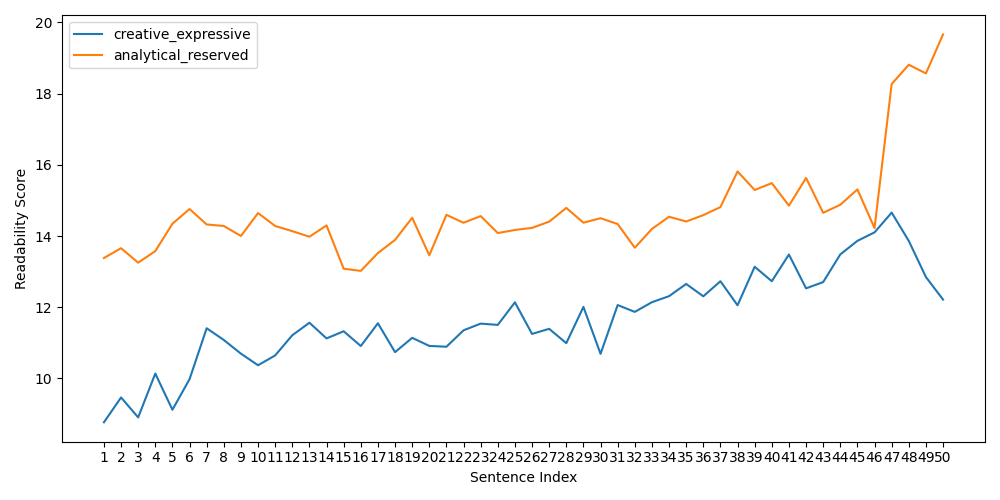 creative_expressive
analytical_reserved
20
18
16
14
12
10
Readability Score
1 2 3 4 5 6 7 8 9 10 11 12 13 14 15 16 17 18 19 20 21 22 23 24 25 26 27 28 29 30 31 32 33 34 35 36 37 38 39 40 41 42 43 44 45 46 47 48 49 50
Sentence Index